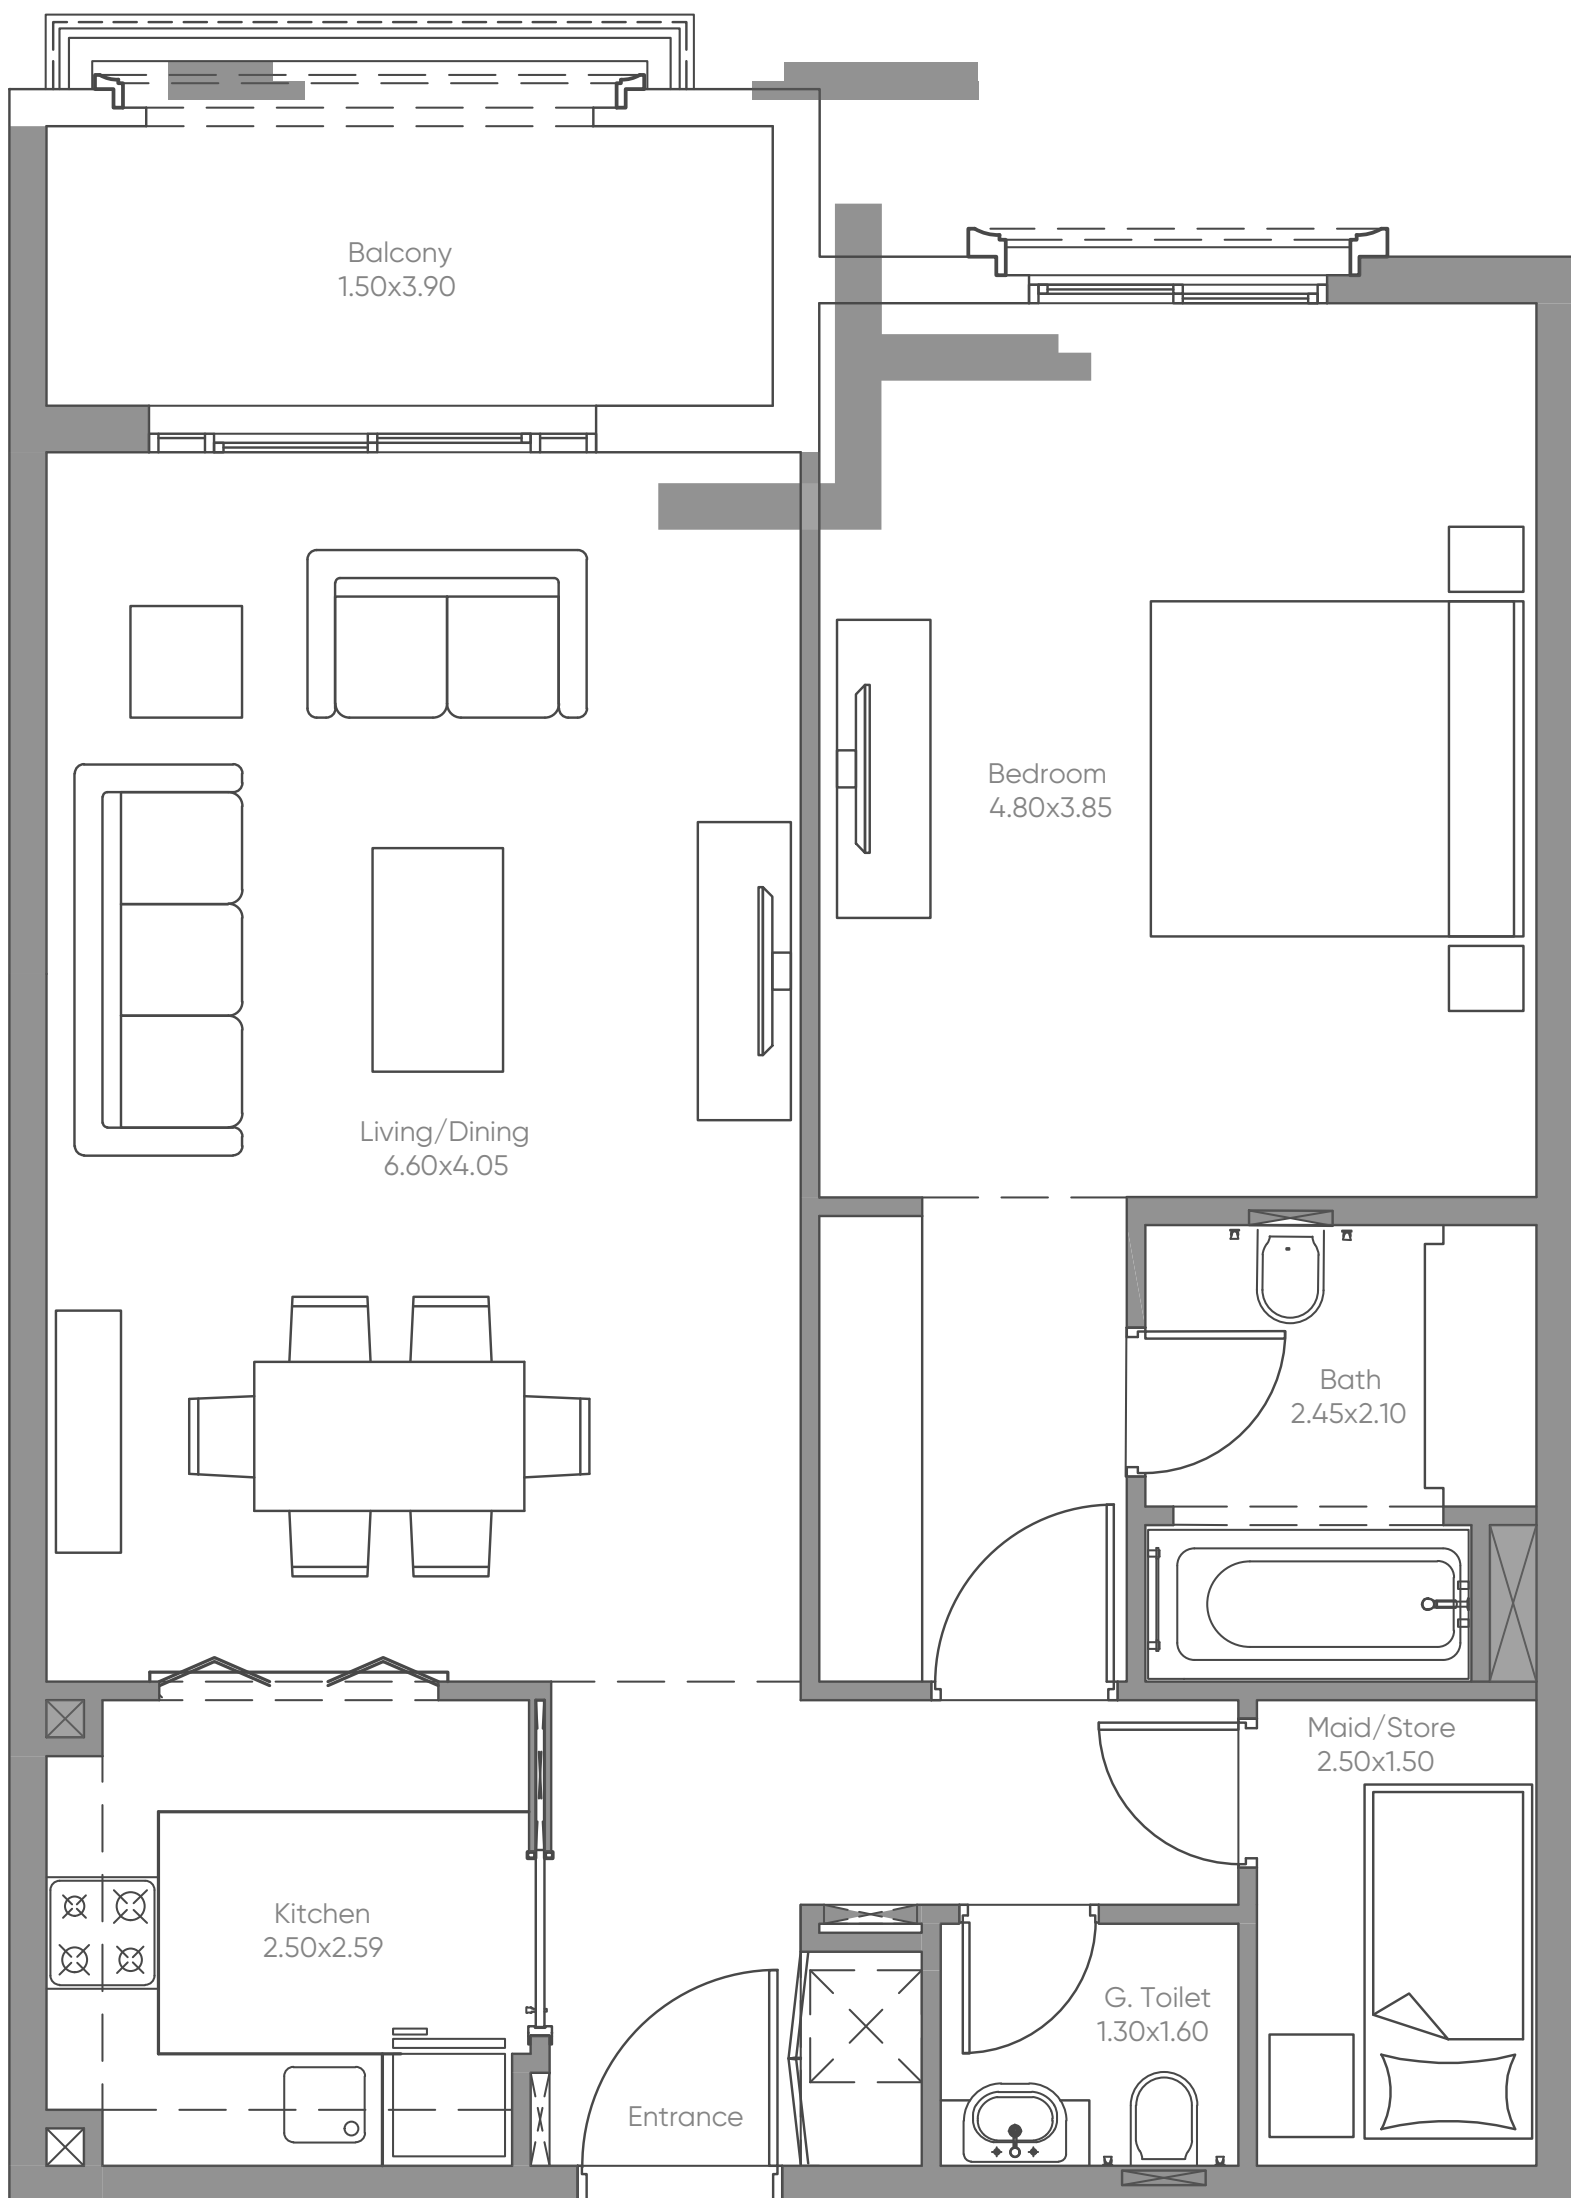 Balcony
1.50x3.90
Bedroom
4.80x3.85
Living/Dining
6.60x4.05
Bath
2.45x2.10
Maid/Store
2.50x1.50
Kitchen
2.50x2.59
G. Toilet
1.30x1.60
Entrance